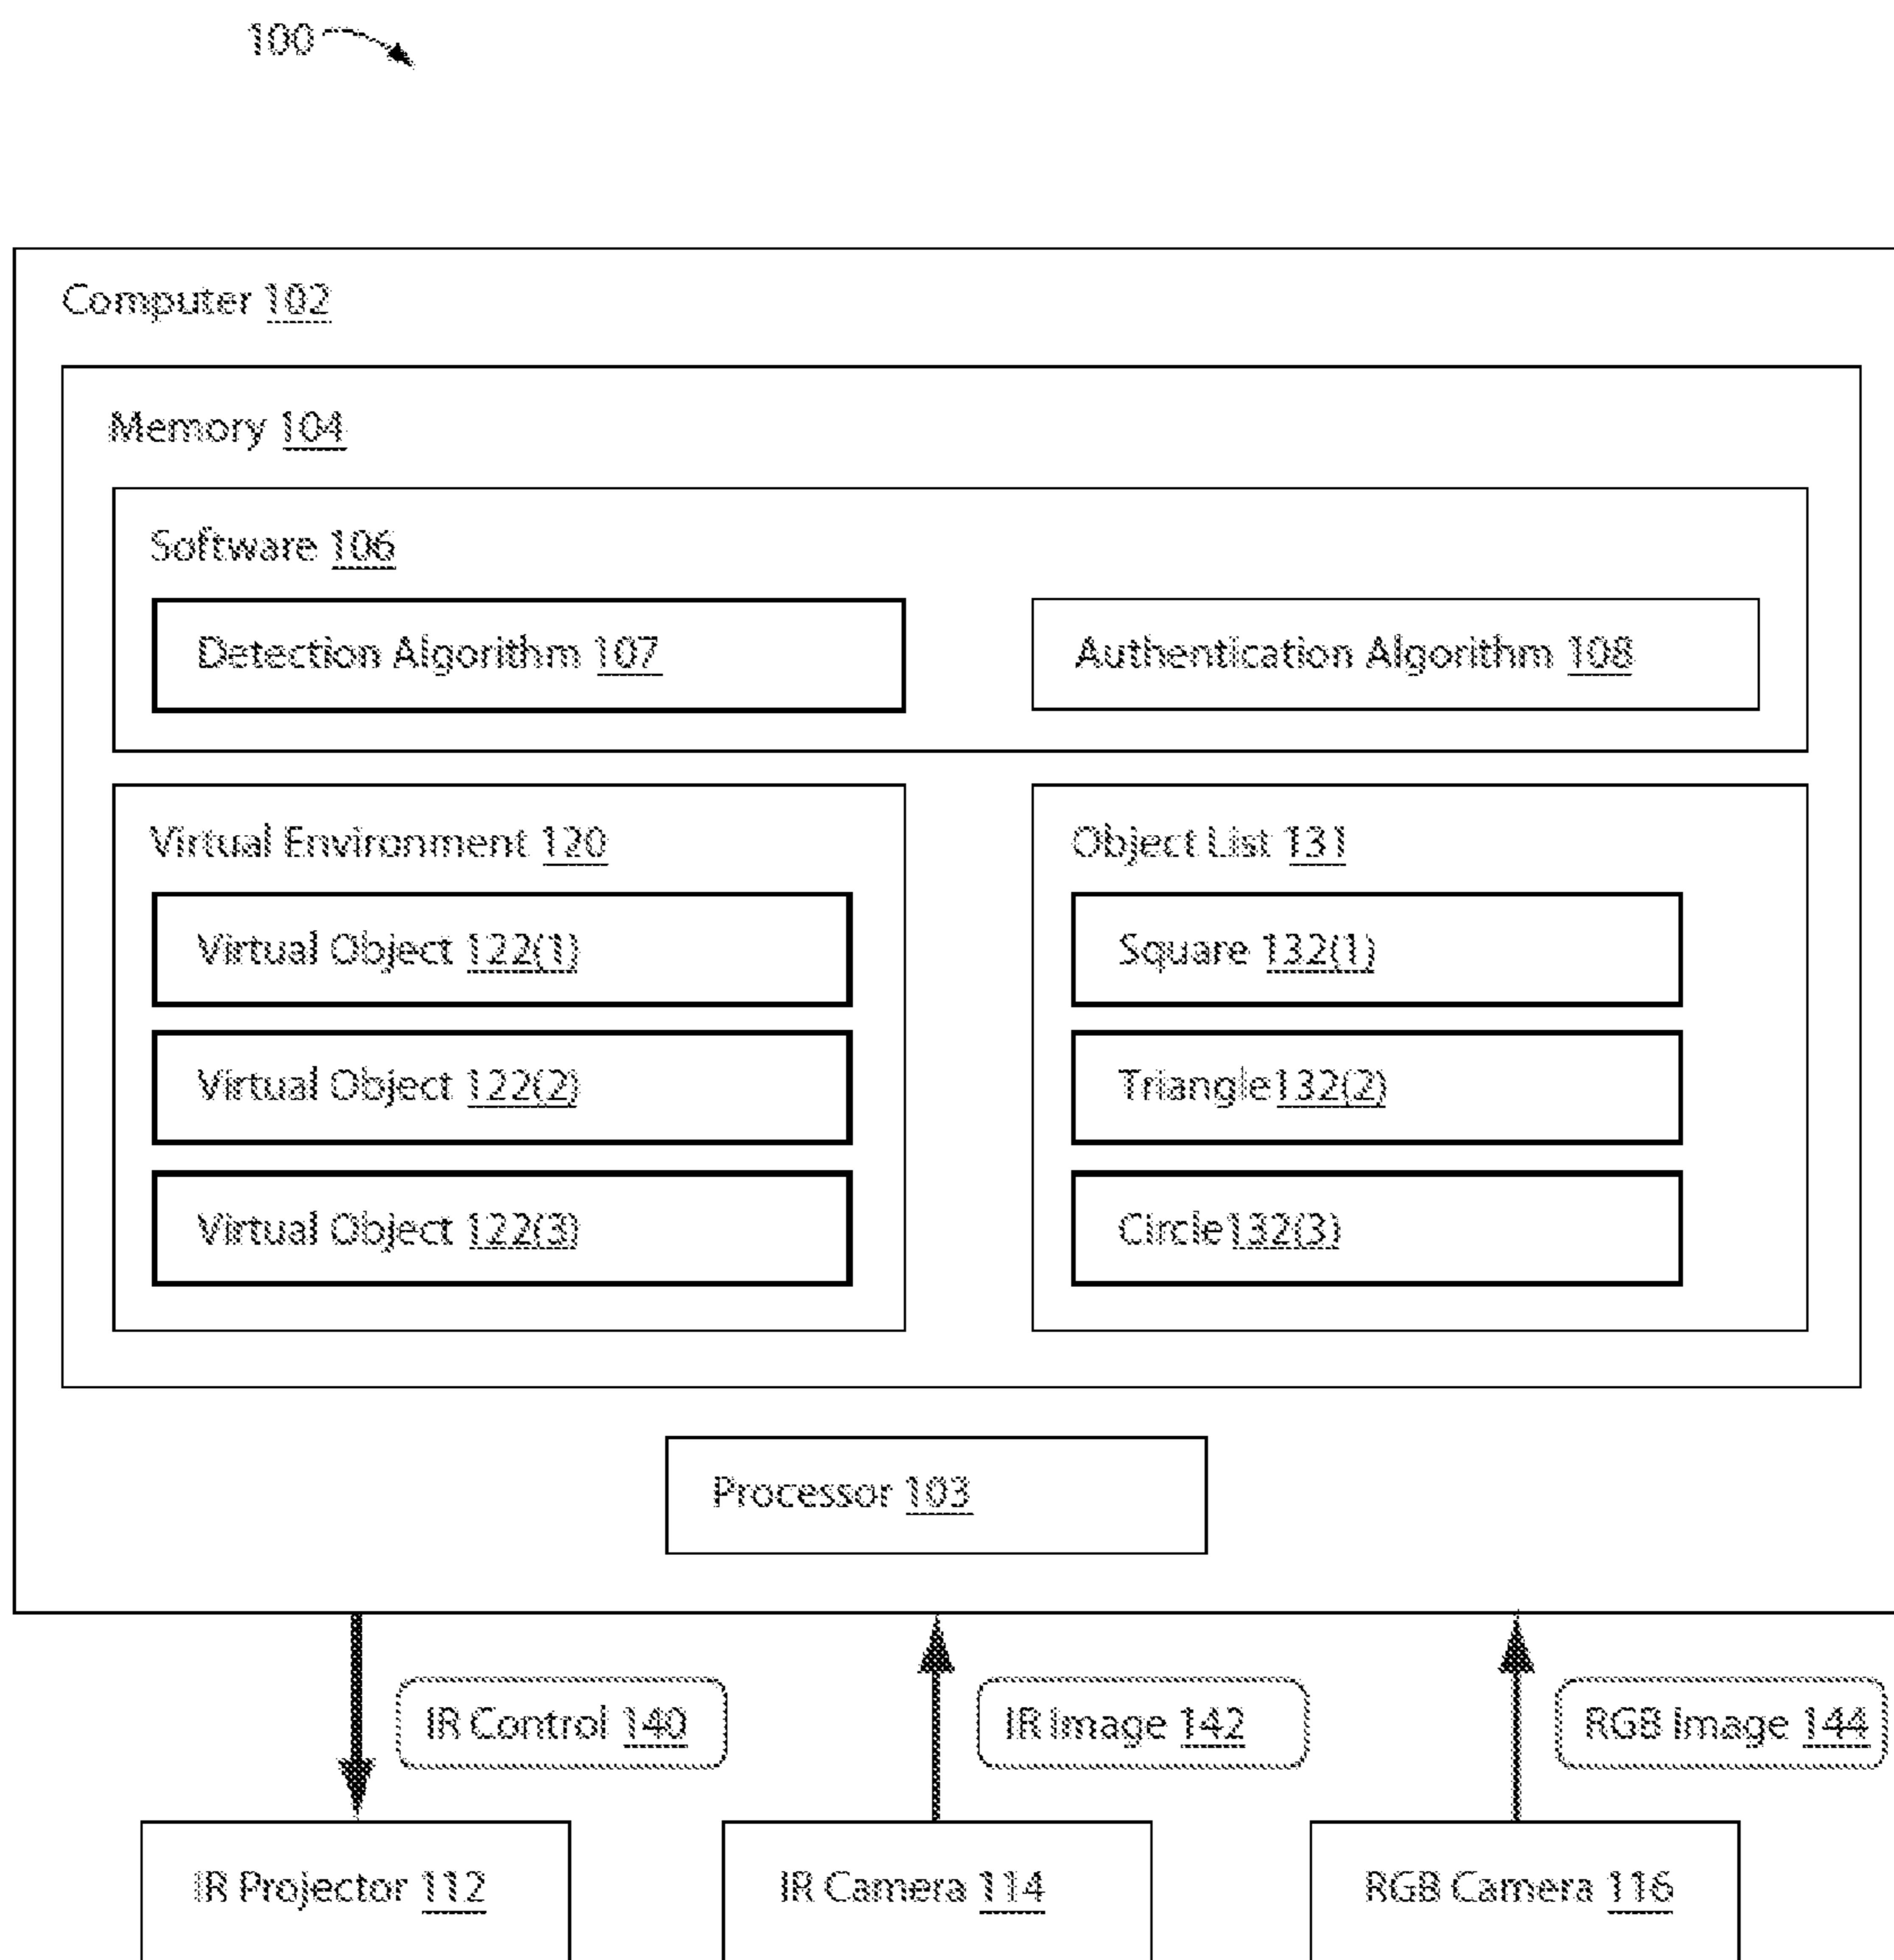 100
Computer 102
Memory 104
Software 106
Detection Algorithm 107
Authentication Algorithm 108
Virtual Environment 120
Virtual Object 122(1)
Virtual Object 122(2)
Virtual Object 122(3)
Object List 131
Square 132(1)
Triangle132(2)
Circle132(3)
Processor 103
IR Control 140
IR Image 142
RGB Image 144
IR Projector 112
IR Camera 114
RGB Camera 116